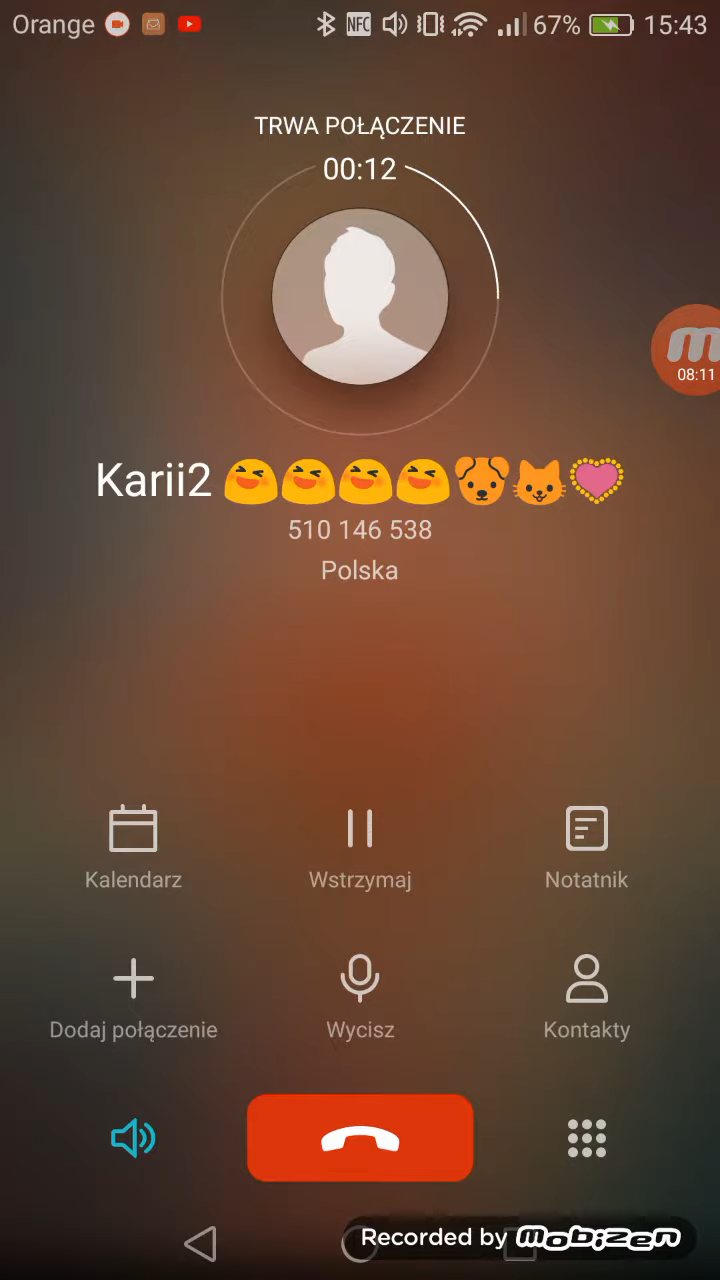 Orange NFC 67% 15:43
TRWA POŁĄCZENIE
00:12
m
08:11
Karii2 😆😆😆😆🐶🐱💟
510 146 538
Polska
Kalendarz Wstrzymaj Notatnik
Dodaj połączenie Wycisz Kontakty
Recorded by mobizen